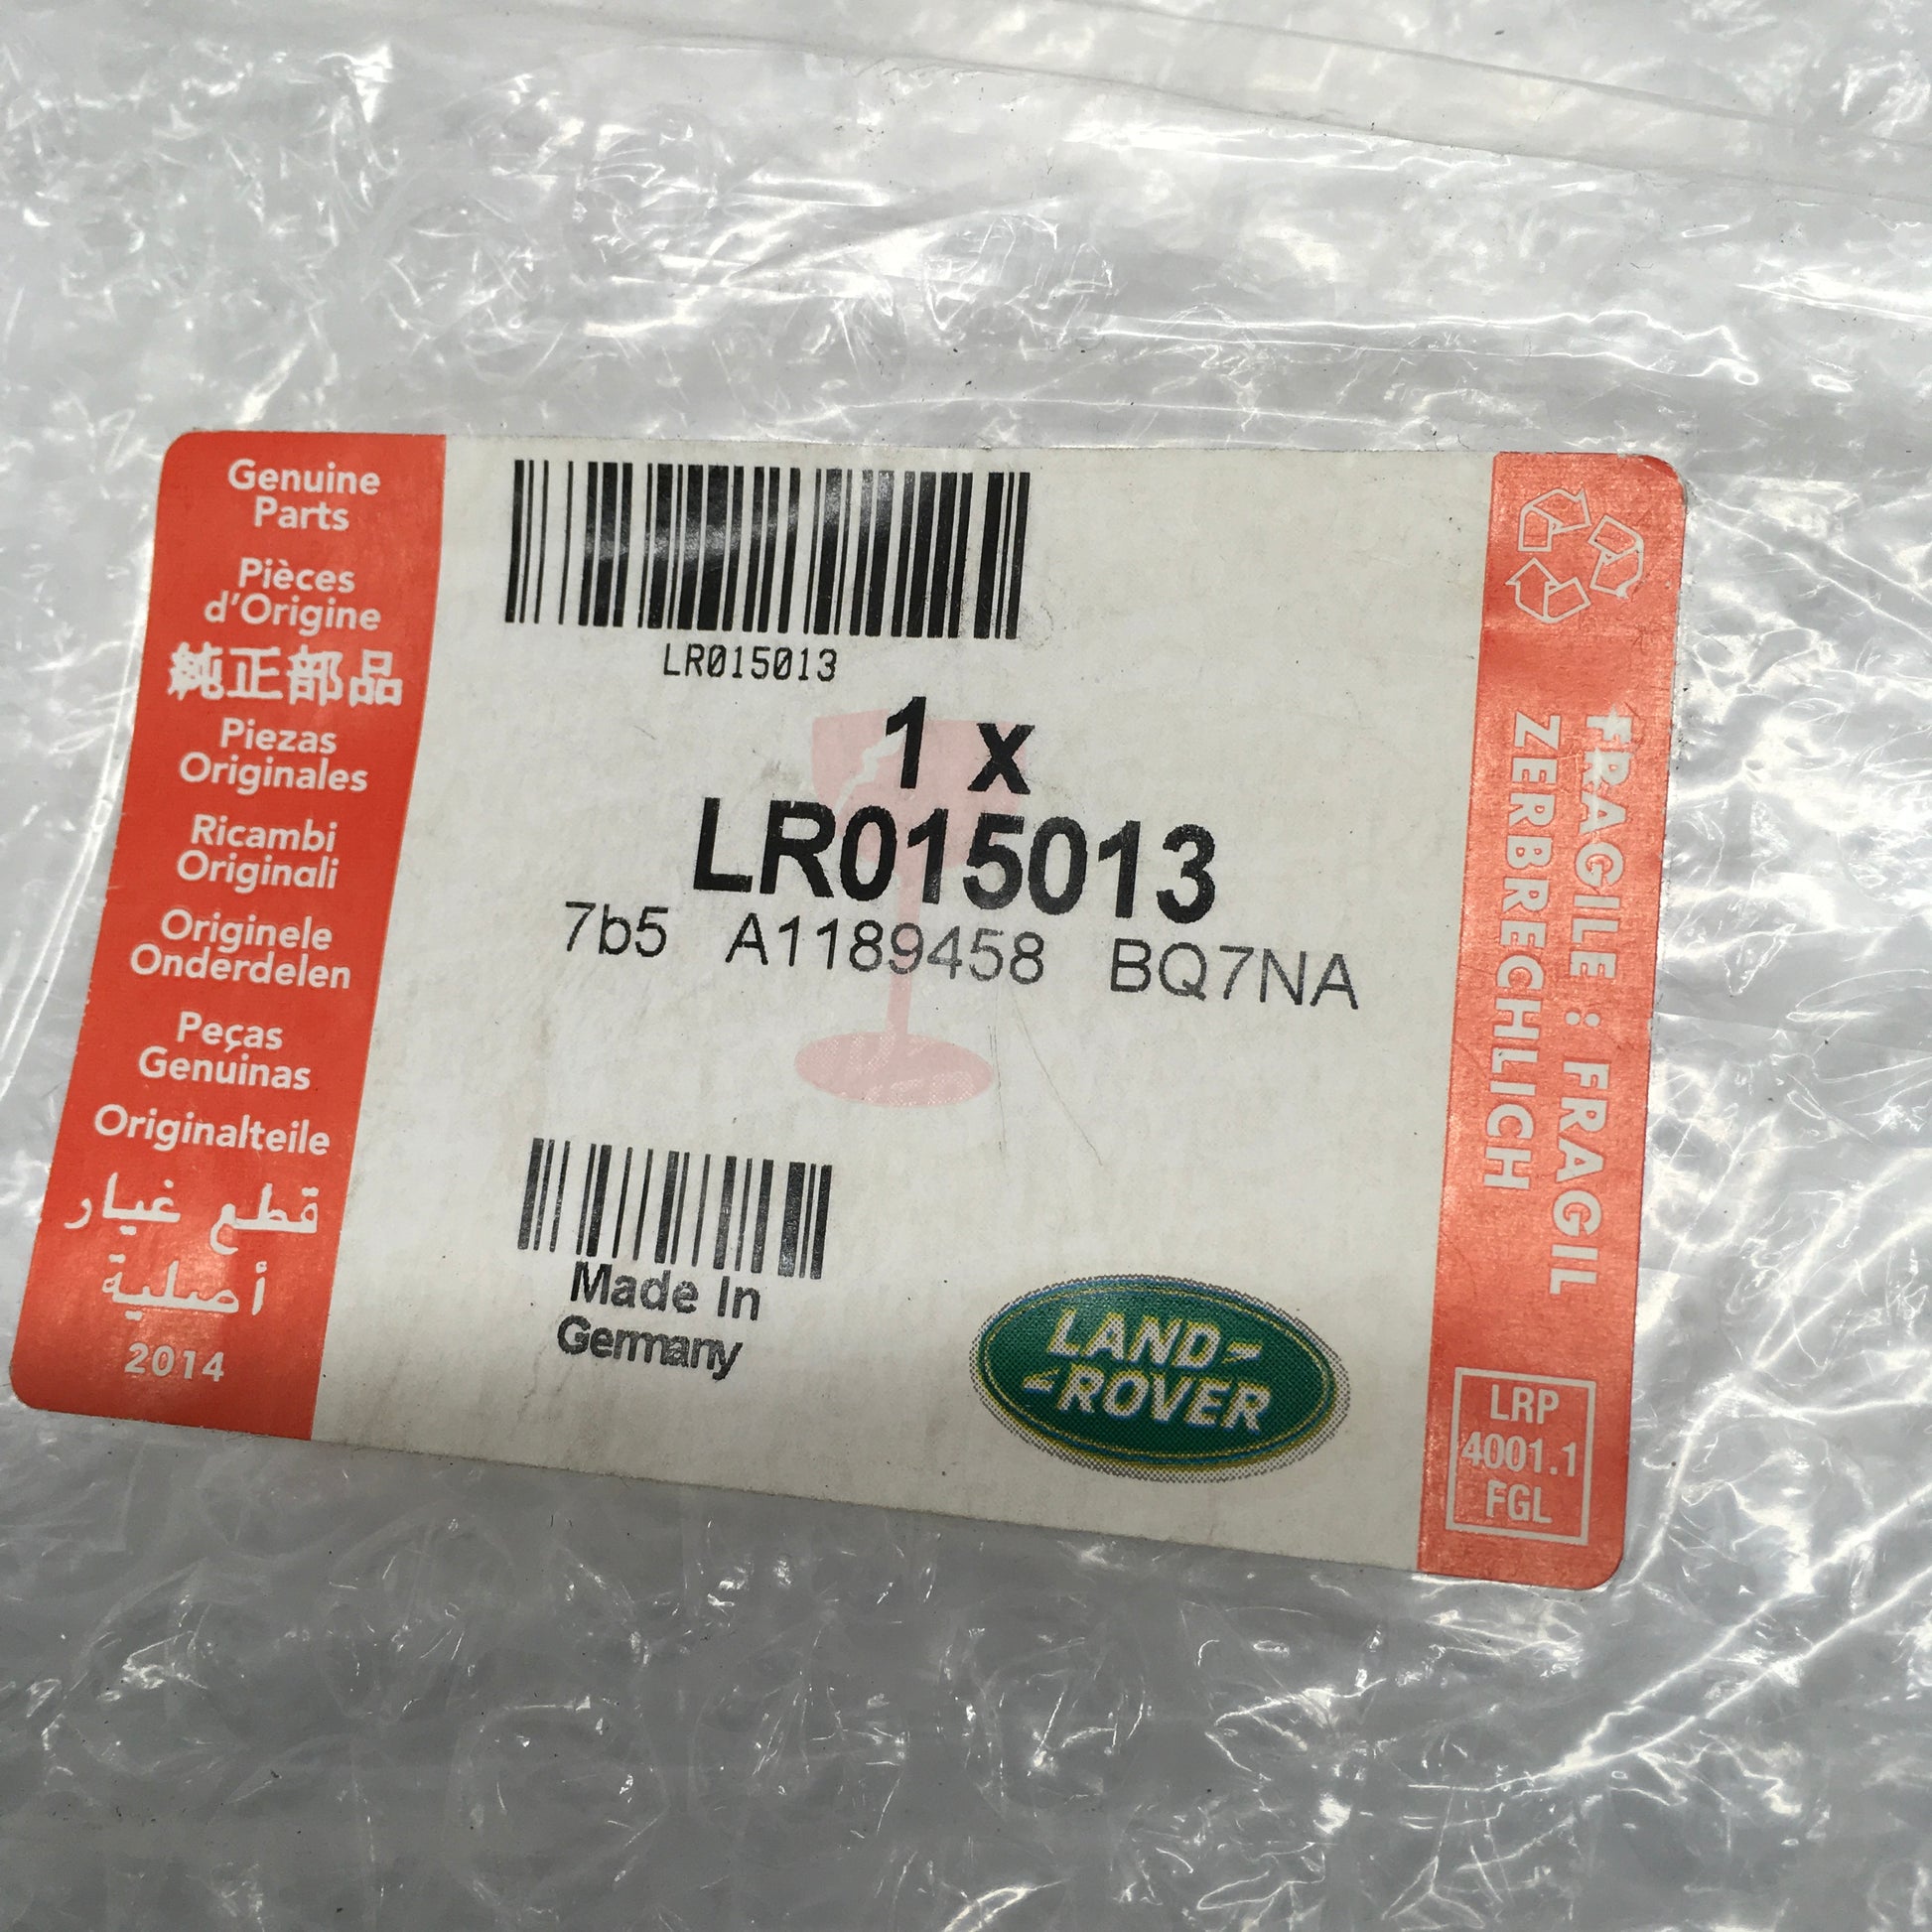 Genuine
Parts
Pièces
d'Origine
純正部品
Piezas
Originales
Ricambi
Originali
Originele
Onderdelen
Peças
Genuinas
Originalteile
قطع غيار
أصلية
2014
LR015013
1 x
LR015013
7b5 A1189458 BQ7NA
Made In
Germany
LAND-
-ROVER
FRAGILE : FRAGIL
ZERBRECHLICH
LRP
4001.1
FGL